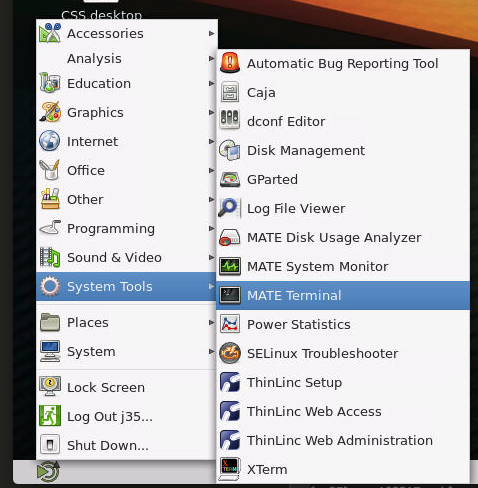 CSS desktop
Accessories
Analysis
Education
Graphics
Internet
Office
Other
Programming
Sound & Video
System Tools
Places
System
Lock Screen
Log Out j35...
Shut Down...
Automatic Bug Reporting Tool
Caja
dconf Editor
Disk Management
GParted
Log File Viewer
MATE Disk Usage Analyzer
MATE System Monitor
MATE Terminal
Power Statistics
SELinux Troubleshooter
ThinLinc Setup
ThinLinc Web Access
ThinLinc Web Administration
XTerm